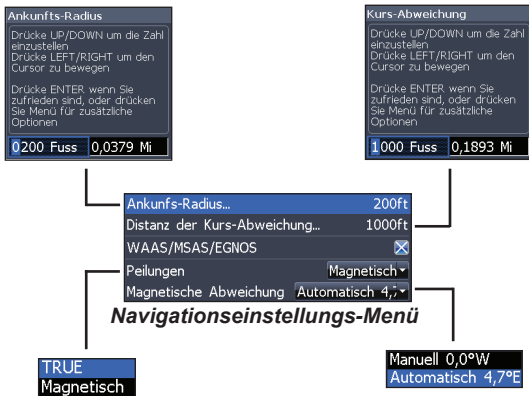 Ankunfts-Radius
Drücke UP/DOWN um die Zahl
einzustellen
Drücke LEFT/RIGHT um den
Cursor zu bewegen
Drücke ENTER wenn Sie
zufrieden sind, oder drücken
Sie Menü für zusätzliche
Optionen
0200 Fuss 0,0379 Mi
Kurs-Abweichung
Drücke UP/DOWN um die Zahl
einzustellen
Drücke LEFT/RIGHT um den
Cursor zu bewegen
Drücke ENTER wenn Sie
zufrieden sind, oder drücken
Sie Menü für zusätzliche
Optionen
1000 Fuss 0,1893 Mi
Ankunfs-Radius... 200ft
Distanz der Kurs-Abweichung... 1000ft
WAAS/MSAS/EGNOS
Peilungen Magnetisch
Magnetische Abweichung Automatisch 4,
Navigationseinstellungs-Menü
TRUE
Magnetisch
Manuell 0,0°W
Automatisch 4,7°E